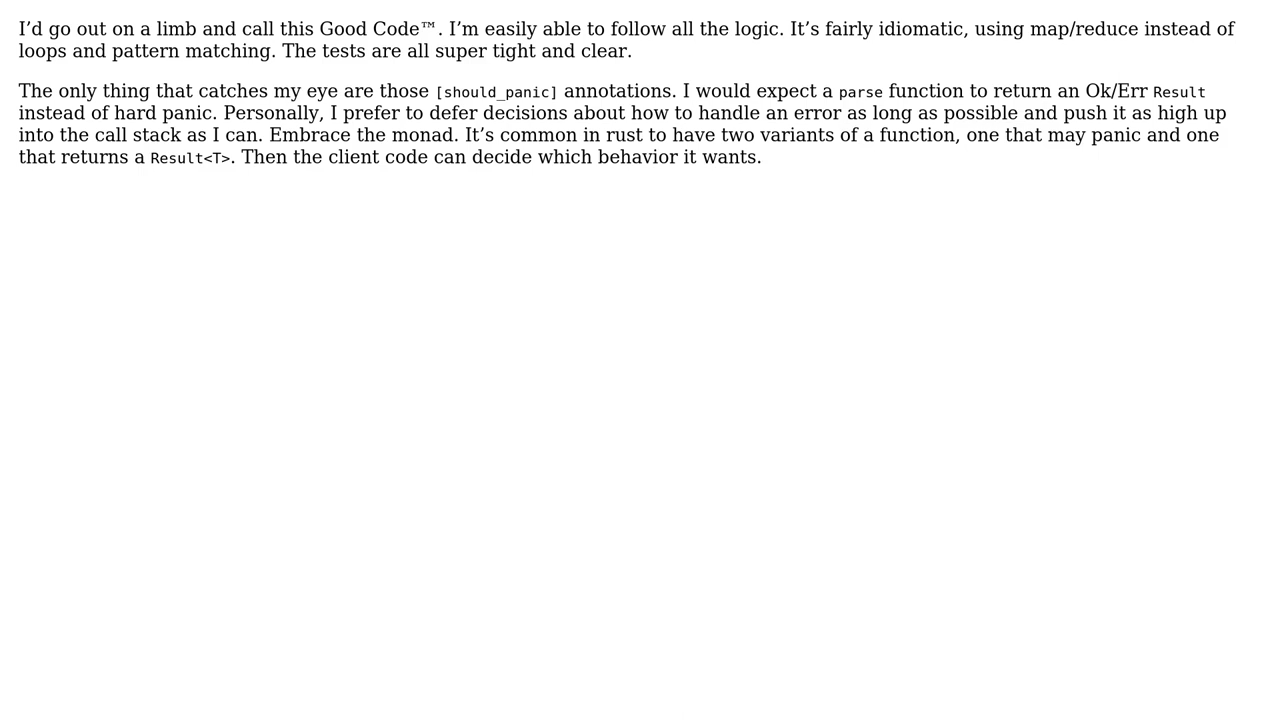 I’d go out on a limb and call this Good Code™. I’m easily able to follow all the logic. It’s fairly idiomatic, using map/reduce instead of
loops and pattern matching. The tests are all super tight and clear.
The only thing that catches my eye are those [should_panic] annotations. I would expect a parse function to return an Ok/Err Result
instead of hard panic. Personally, I prefer to defer decisions about how to handle an error as long as possible and push it as high up
into the call stack as I can. Embrace the monad. It’s common in rust to have two variants of a function, one that may panic and one
that returns a Result<T>. Then the client code can decide which behavior it wants.